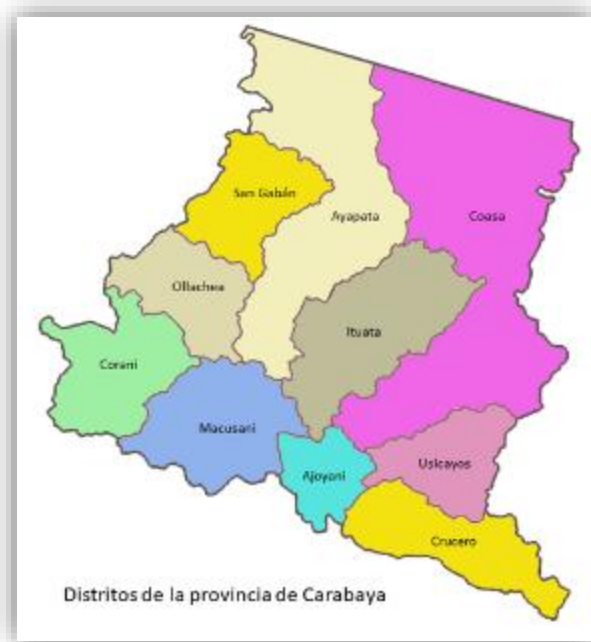 San Gabán
Ayapata
Coasa
Ollachea
Ituata
Corani
Macusani
Ajoyani
Usicayos
Crucero
Distritos de la provincia de Carabaya